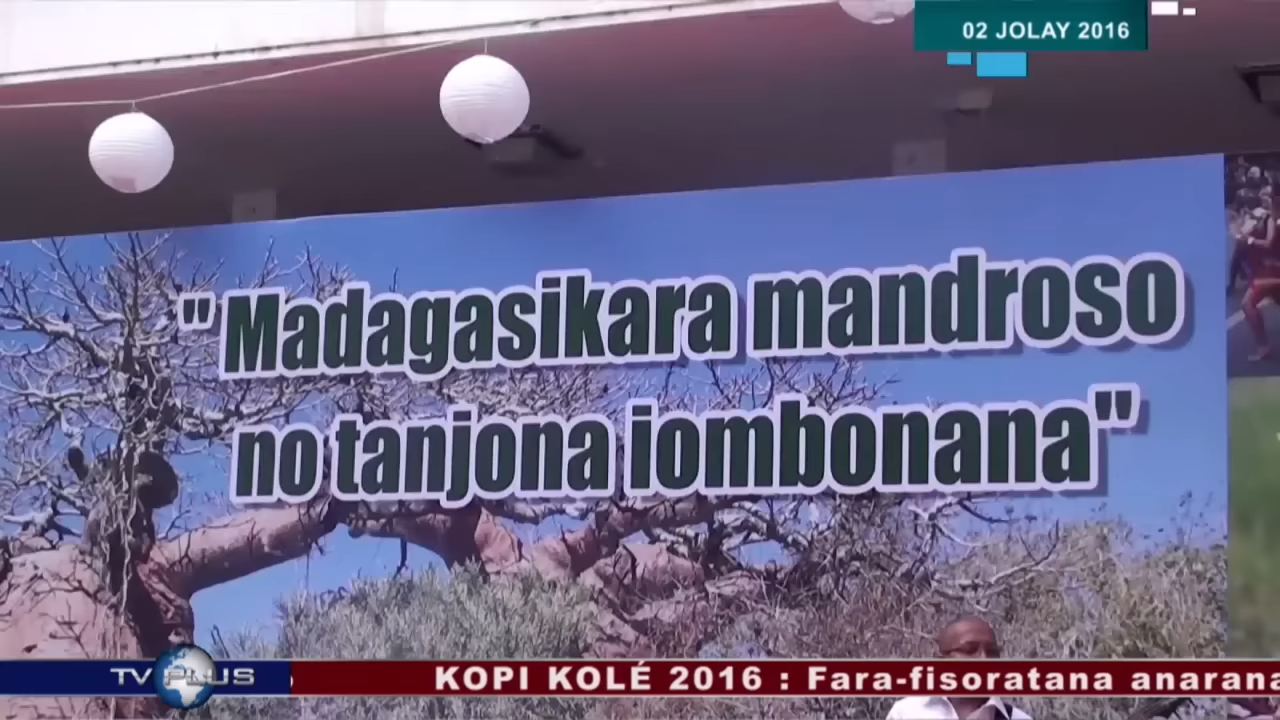 02 JOLAY 2016
"Madagasikara mandroso
no tanjona iombonana"
TV PLUS
KOPI KOLÉ 2016 : Fara-fisoratana anarana